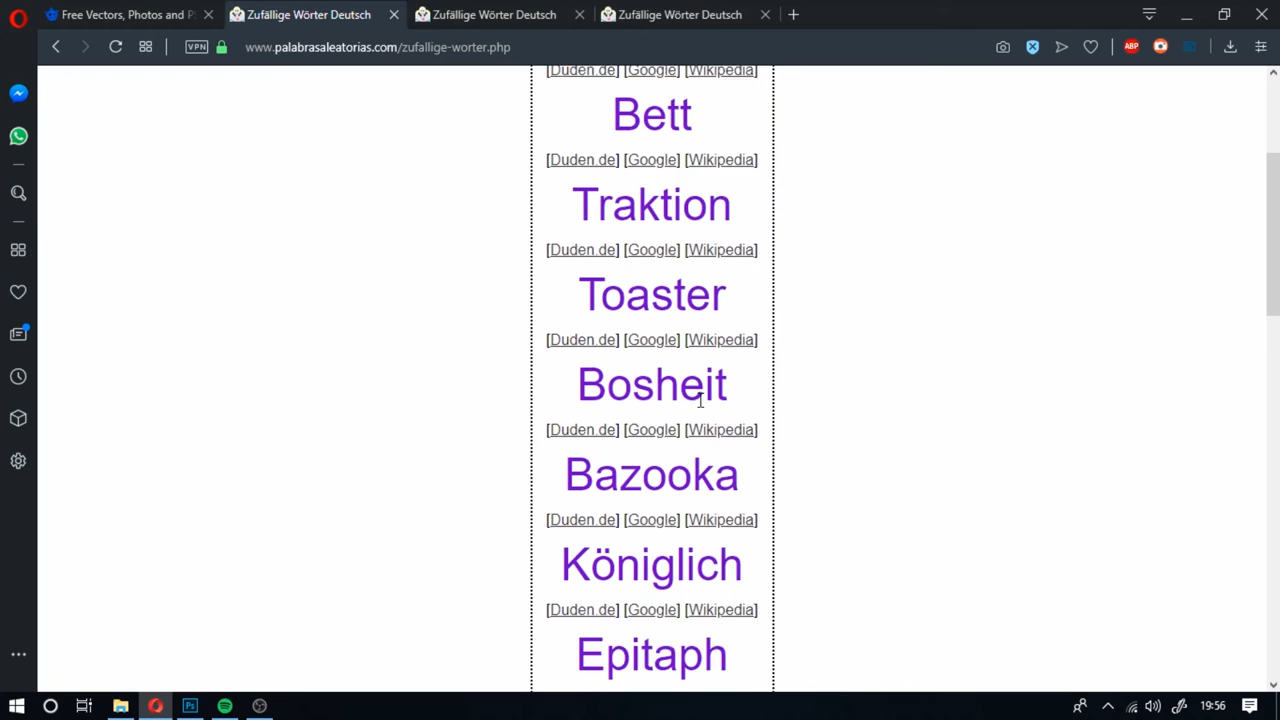 Free Vectors, Photos and P
Zufällige Wörter Deutsch
Zufällige Wörter Deutsch
Zufällige Wörter Deutsch
VPN
www.palabrasaleatorias.com/zufallige-worter.php
ABP
[Duden.de] [Google] [Wikipedia]
Bett
[Duden.de] [Google] [Wikipedia]
Traktion
[Duden.de] [Google] [Wikipedia]
Toaster
[Duden.de] [Google] [Wikipedia]
Bosheit
[Duden.de] [Google] [Wikipedia]
Bazooka
[Duden.de] [Google] [Wikipedia]
Königlich
[Duden.de] [Google] [Wikipedia]
Epitaph
Ps
19:56